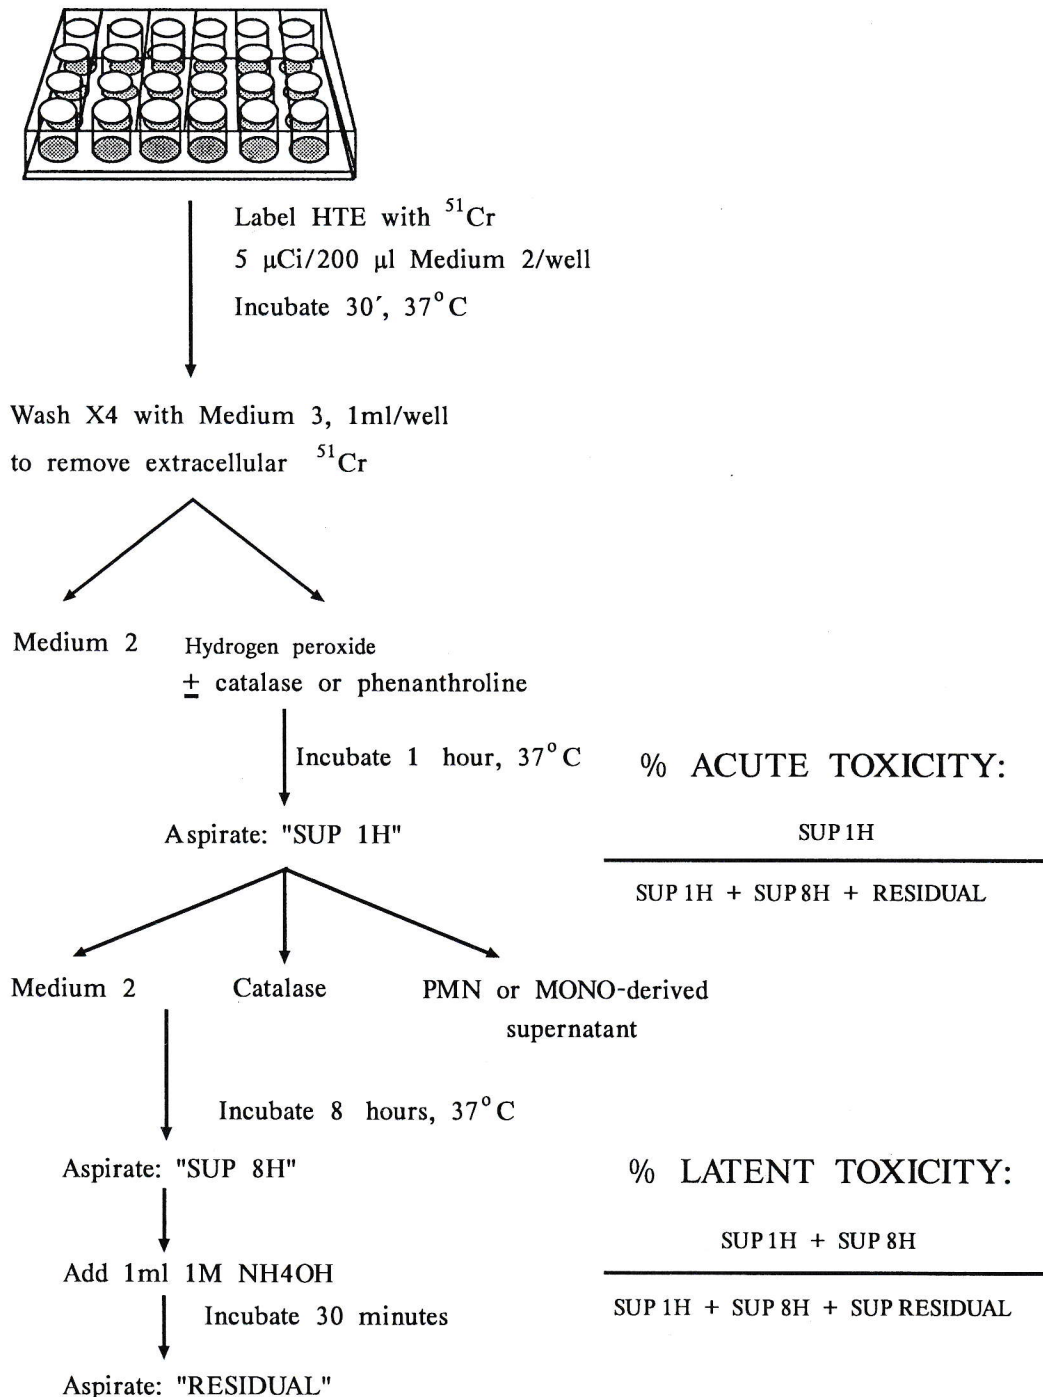 Label HTE with ⁵¹Cr
5 µCi/200 µl Medium 2/well
Incubate 30´, 37°C
Wash X4 with Medium 3, 1ml/well
to remove extracellular ⁵¹Cr
Medium 2
Hydrogen peroxide
± catalase or phenanthroline
Incubate 1 hour, 37°C
Aspirate: "SUP 1H"
% ACUTE TOXICITY:
SUP 1H
SUP 1H + SUP 8H + RESIDUAL
Medium 2
Catalase
PMN or MONO-derived
supernatant
Incubate 8 hours, 37°C
Aspirate: "SUP 8H"
Add 1ml 1M NH4OH
Incubate 30 minutes
Aspirate: "RESIDUAL"
% LATENT TOXICITY:
SUP 1H + SUP 8H
SUP 1H + SUP 8H + SUP RESIDUAL